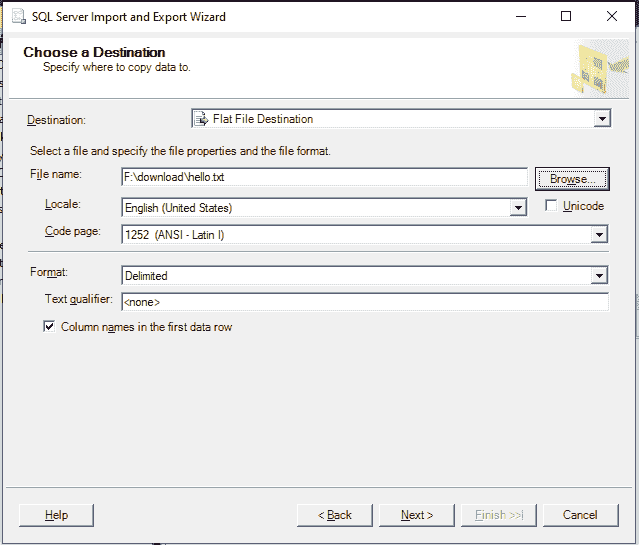 SQL Server Import and Export Wizard
Choose a Destination
Specify where to copy data to.
Destination: Flat File Destination
Select a file and specify the file properties and the file format.
File name: F:\download\hello.txt Browse...
Locale: English (United States) Unicode
Code page: 1252 (ANSI - Latin I)
Format: Delimited
Text qualifier: <none>
Column names in the first data row
Help < Back Next > Finish >>| Cancel